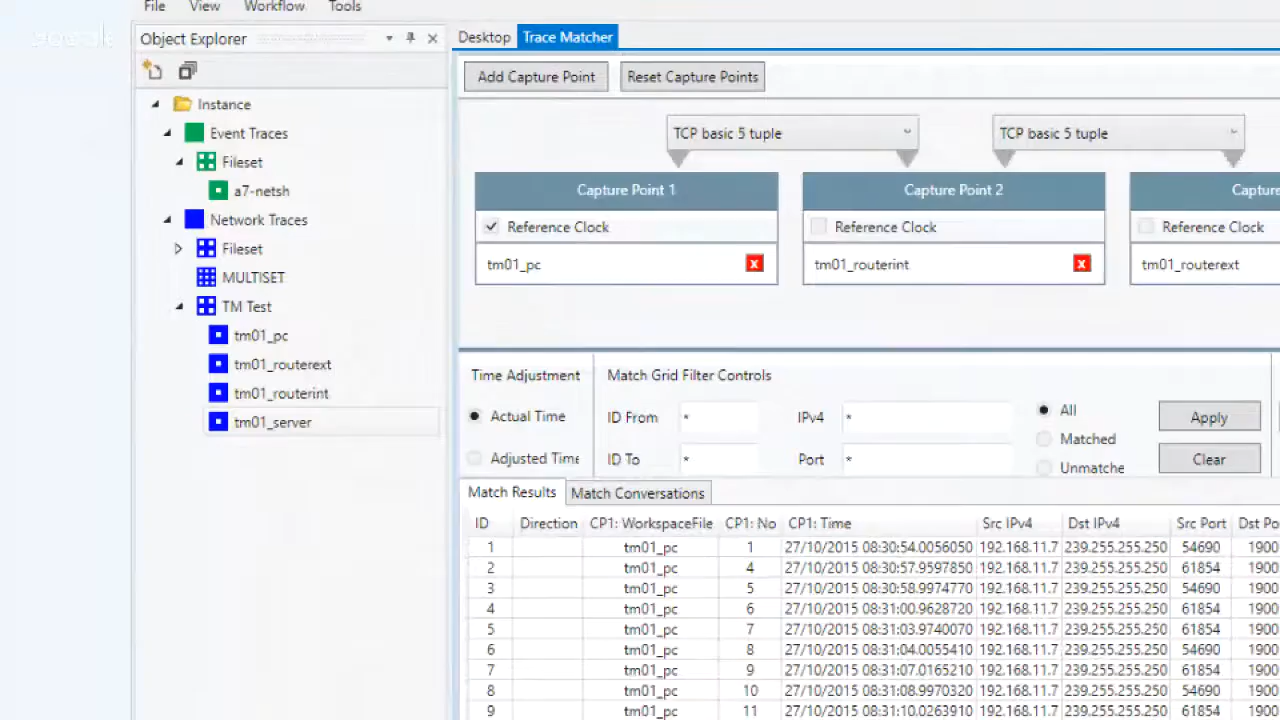 File View Workflow Tools
Object Explorer
Desktop Trace Matcher
Add Capture Point Reset Capture Points
Instance
Event Traces
Fileset
a7-netsh
Network Traces
Fileset
MULTISET
TM Test
tm01_pc
tm01_routerext
tm01_routerint
tm01_server
TCP basic 5 tuple TCP basic 5 tuple
Capture Point 1 Capture Point 2 Capture
Reference Clock Reference Clock Reference Clock
tm01_pc x tm01_routerint x tm01_routerext
Time Adjustment Match Grid Filter Controls
Actual Time ID From * IPv4 * All Apply
Matched
Adjusted Time ID To * Port * Unmatche Clear
Match Results Match Conversations
ID Direction CP1: WorkspaceFile CP1: No CP1: Time Src IPv4 Dst IPv4 Src Port Dst Po
1 tm01_pc 1 27/10/2015 08:30:54.0056050 192.168.11.7 239.255.255.250 54690 1900
2 tm01_pc 4 27/10/2015 08:30:57.9597850 192.168.11.7 239.255.255.250 61854 1900
3 tm01_pc 5 27/10/2015 08:30:58.9974770 192.168.11.7 239.255.255.250 54690 1900
4 tm01_pc 6 27/10/2015 08:31:00.9628720 192.168.11.7 239.255.255.250 61854 1900
5 tm01_pc 7 27/10/2015 08:31:03.9740070 192.168.11.7 239.255.255.250 61854 1900
6 tm01_pc 8 27/10/2015 08:31:04.0055410 192.168.11.7 239.255.255.250 54690 1900
7 tm01_pc 9 27/10/2015 08:31:07.0165210 192.168.11.7 239.255.255.250 61854 1900
8 tm01_pc 10 27/10/2015 08:31:08.9970320 192.168.11.7 239.255.255.250 54690 1900
9 tm01_pc 11 27/10/2015 08:31:10.0263910 192.168.11.7 239.255.255.250 61854 1900